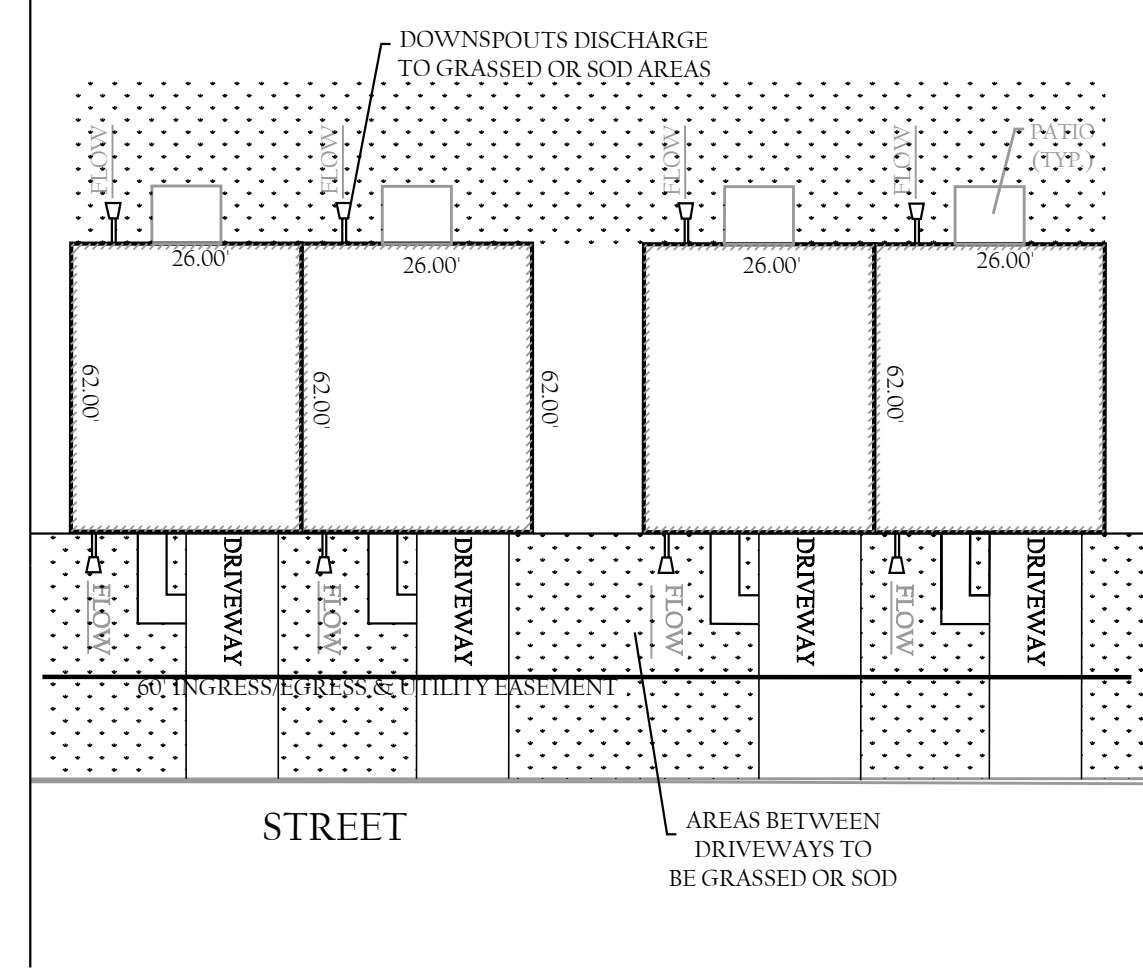 DOWNSPOUTS DISCHARGE
TO GRASSED OR SOD AREAS
FLOW
FLOW
FLOW
FLOW
PATIO
(TYP.)
26.00'
26.00'
26.00'
26.00'
62.00'
62.00'
62.00'
62.00'
DRIVEWAY
DRIVEWAY
DRIVEWAY
DRIVEWAY
FLOW
FLOW
FLOW
FLOW
60' INGRESS/EGRESS & UTILITY EASEMENT
STREET
AREAS BETWEEN
DRIVEWAYS TO
BE GRASSED OR SOD